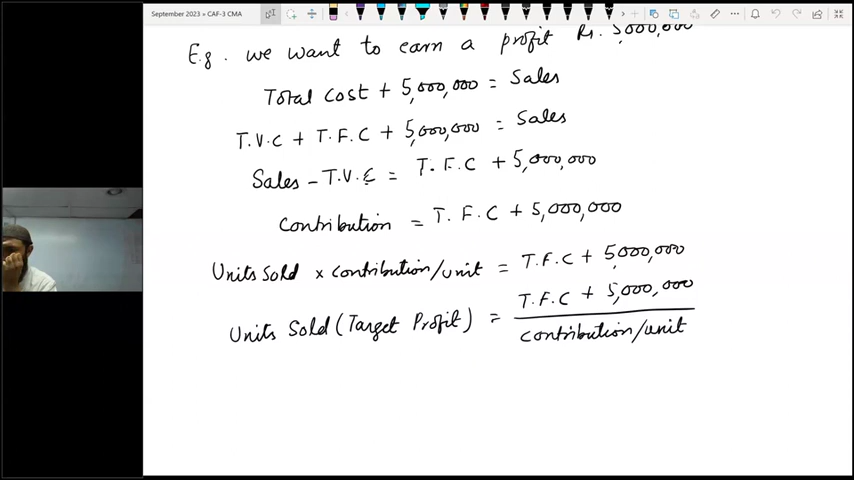 September 2023 » CAF-3 CMA
E.g. we want to earn a profit Rs. 5,000,000
Total Cost + 5,000,000 = Sales
T.V.C + T.F.C + 5,000,000 = Sales
Sales - T.V.C = T.F.C + 5,000,000
Contribution = T.F.C + 5,000,000
Units Sold x contribution/unit = T.F.C + 5,000,000
Units Sold (Target Profit) = T.F.C + 5,000,000
contribution/unit